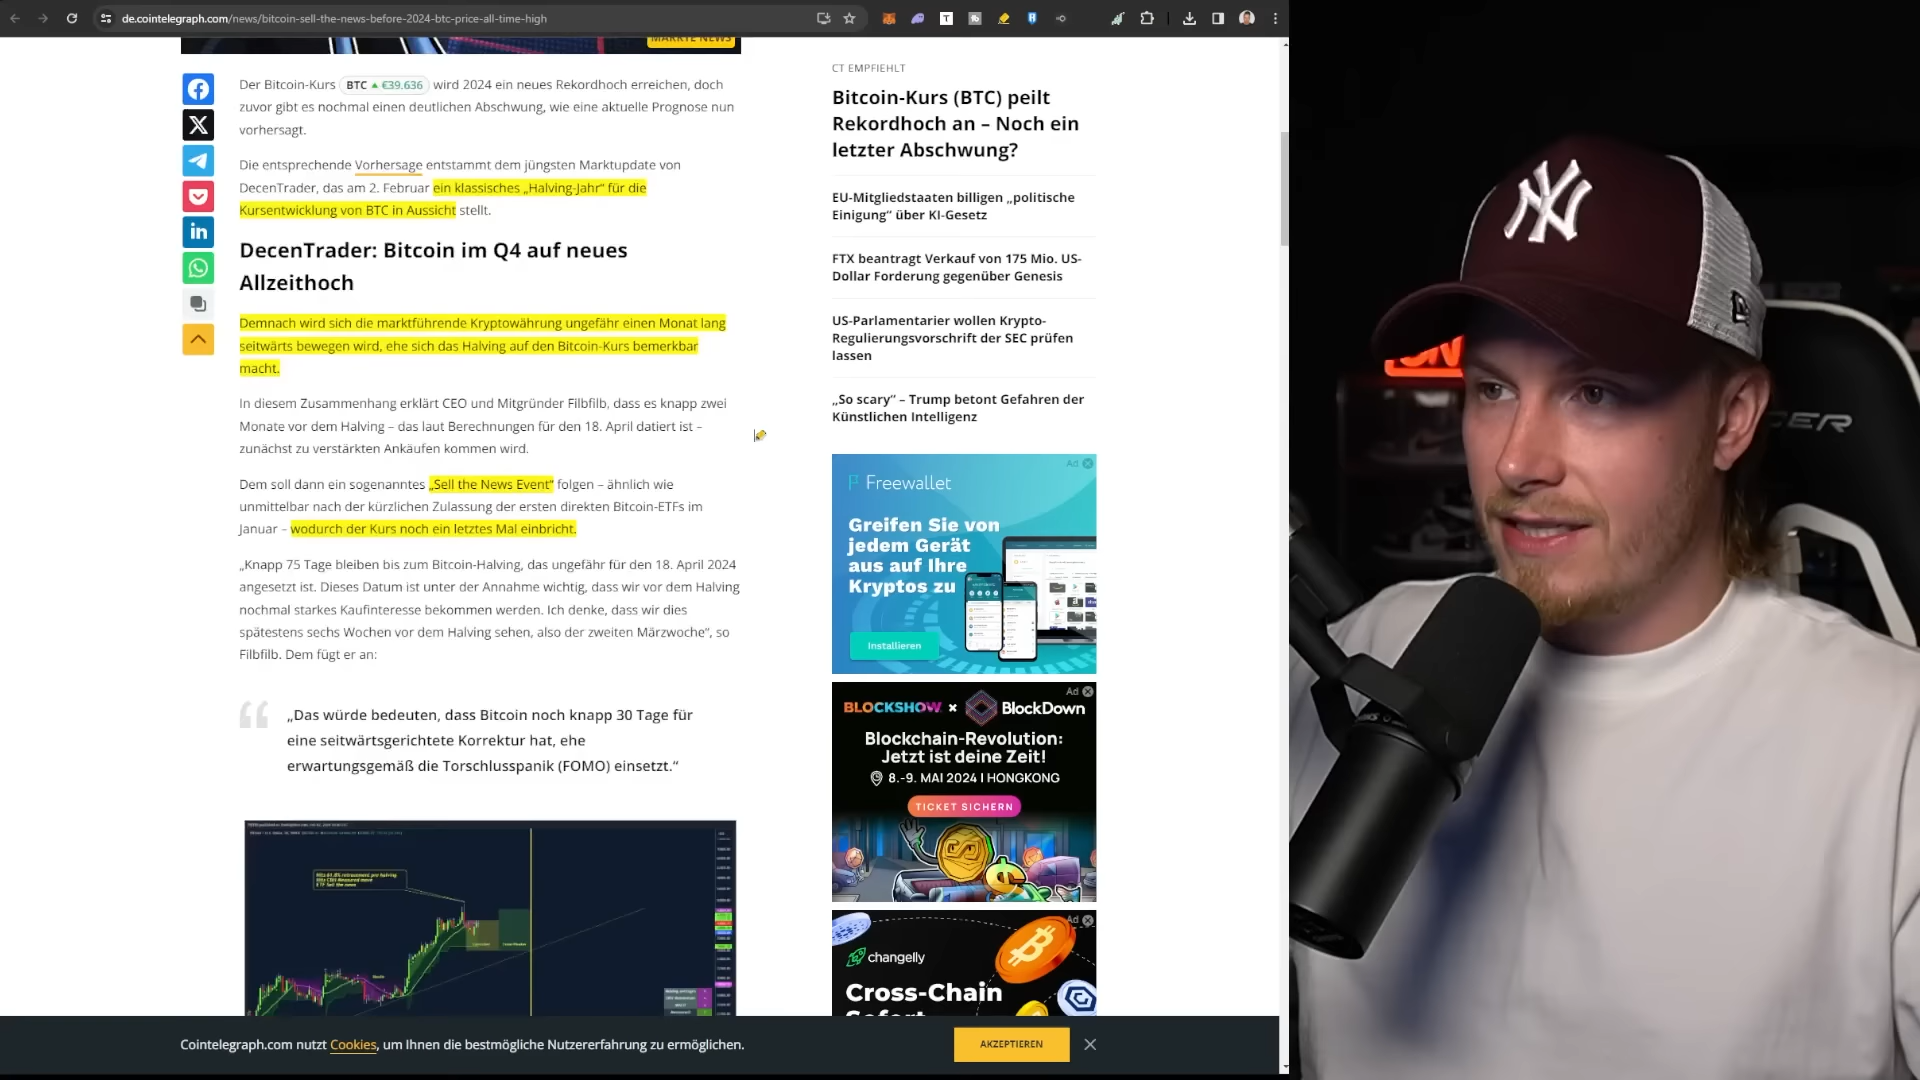 de.cointelegraph.com/news/bitcoin-sell-the-news-before-2024-btc-price-all-time-high
MÄRKTE NEWS
Der Bitcoin-Kurs BTC ▲ €39.636 wird 2024 ein neues Rekordhoch erreichen, doch
zuvor gibt es nochmal einen deutlichen Abschwung, wie eine aktuelle Prognose nun
vorhersagt.
Die entsprechende Vorhersage entstammt dem jüngsten Marktupdate von
DecenTrader, das am 2. Februar ein klassisches „Halving-Jahr“ für die
Kursentwicklung von BTC in Aussicht stellt.
DecenTrader: Bitcoin im Q4 auf neues
Allzeithoch
Demnach wird sich die marktführende Kryptowährung ungefähr einen Monat lang
seitwärts bewegen wird, ehe sich das Halving auf den Bitcoin-Kurs bemerkbar
macht.
In diesem Zusammenhang erklärt CEO und Mitgründer Filbfilb, dass es knapp zwei
Monate vor dem Halving – das laut Berechnungen für den 18. April datiert ist –
zunächst zu verstärkten Ankäufen kommen wird.
Dem soll dann ein sogenanntes „Sell the News Event“ folgen – ähnlich wie
unmittelbar nach der kürzlichen Zulassung der ersten direkten Bitcoin-ETFs im
Januar – wodurch der Kurs noch ein letztes Mal einbricht.
„Knapp 75 Tage bleiben bis zum Bitcoin-Halving, das ungefähr für den 18. April 2024
angesetzt ist. Dieses Datum ist unter der Annahme wichtig, dass wir vor dem Halving
nochmal starkes Kaufinteresse bekommen werden. Ich denke, dass wir dies
spätestens sechs Wochen vor dem Halving sehen, also der zweiten Märzwoche“, so
Filbfilb. Dem fügt er an:
„Das würde bedeuten, dass Bitcoin noch knapp 30 Tage für
eine seitwärtsgerichtete Korrektur hat, ehe
erwartungsgemäß die Torschlusspanik (FOMO) einsetzt.“
CT EMPFIEHLT
Bitcoin-Kurs (BTC) peilt
Rekordhoch an – Noch ein
letzter Abschwung?
EU-Mitgliedstaaten billigen „politische
Einigung“ über KI-Gesetz
FTX beantragt Verkauf von 175 Mio. US-
Dollar Forderung gegenüber Genesis
US-Parlamentarier wollen Krypto-
Regulierungsvorschrift der SEC prüfen
lassen
„So scary“ – Trump betont Gefahren der
Künstlichen Intelligenz
Ad
Freewallet
Greifen Sie von
jedem Gerät
aus auf Ihre
Kryptos zu
Installieren
Ad
BLOCKSHOW × BlockDown
Blockchain-Revolution:
Jetzt ist deine Zeit!
8.-9. MAI 2024 I HONGKONG
TICKET SICHERN
Ad
changelly
Cross-Chain
Cointelegraph.com nutzt Cookies, um Ihnen die bestmögliche Nutzererfahrung zu ermöglichen.
AKZEPTIEREN
NY